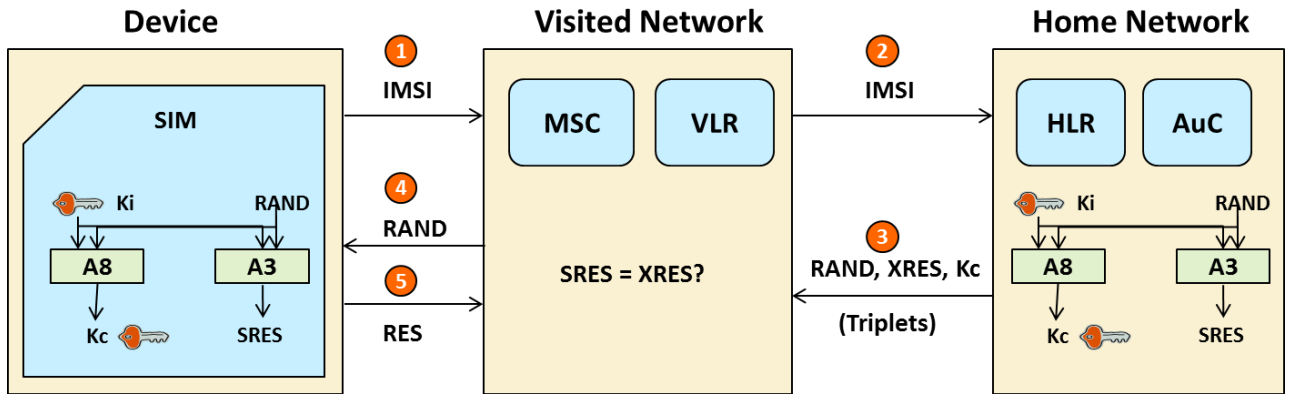 Device
Visited Network
Home Network
SIM
Ki
RAND
A8
A3
Kc
SRES
1
IMSI
4
RAND
5
RES
MSC
VLR
SRES = XRES?
2
IMSI
3
RAND, XRES, Kc
(Triplets)
HLR
AuC
Ki
RAND
A8
A3
Kc
SRES